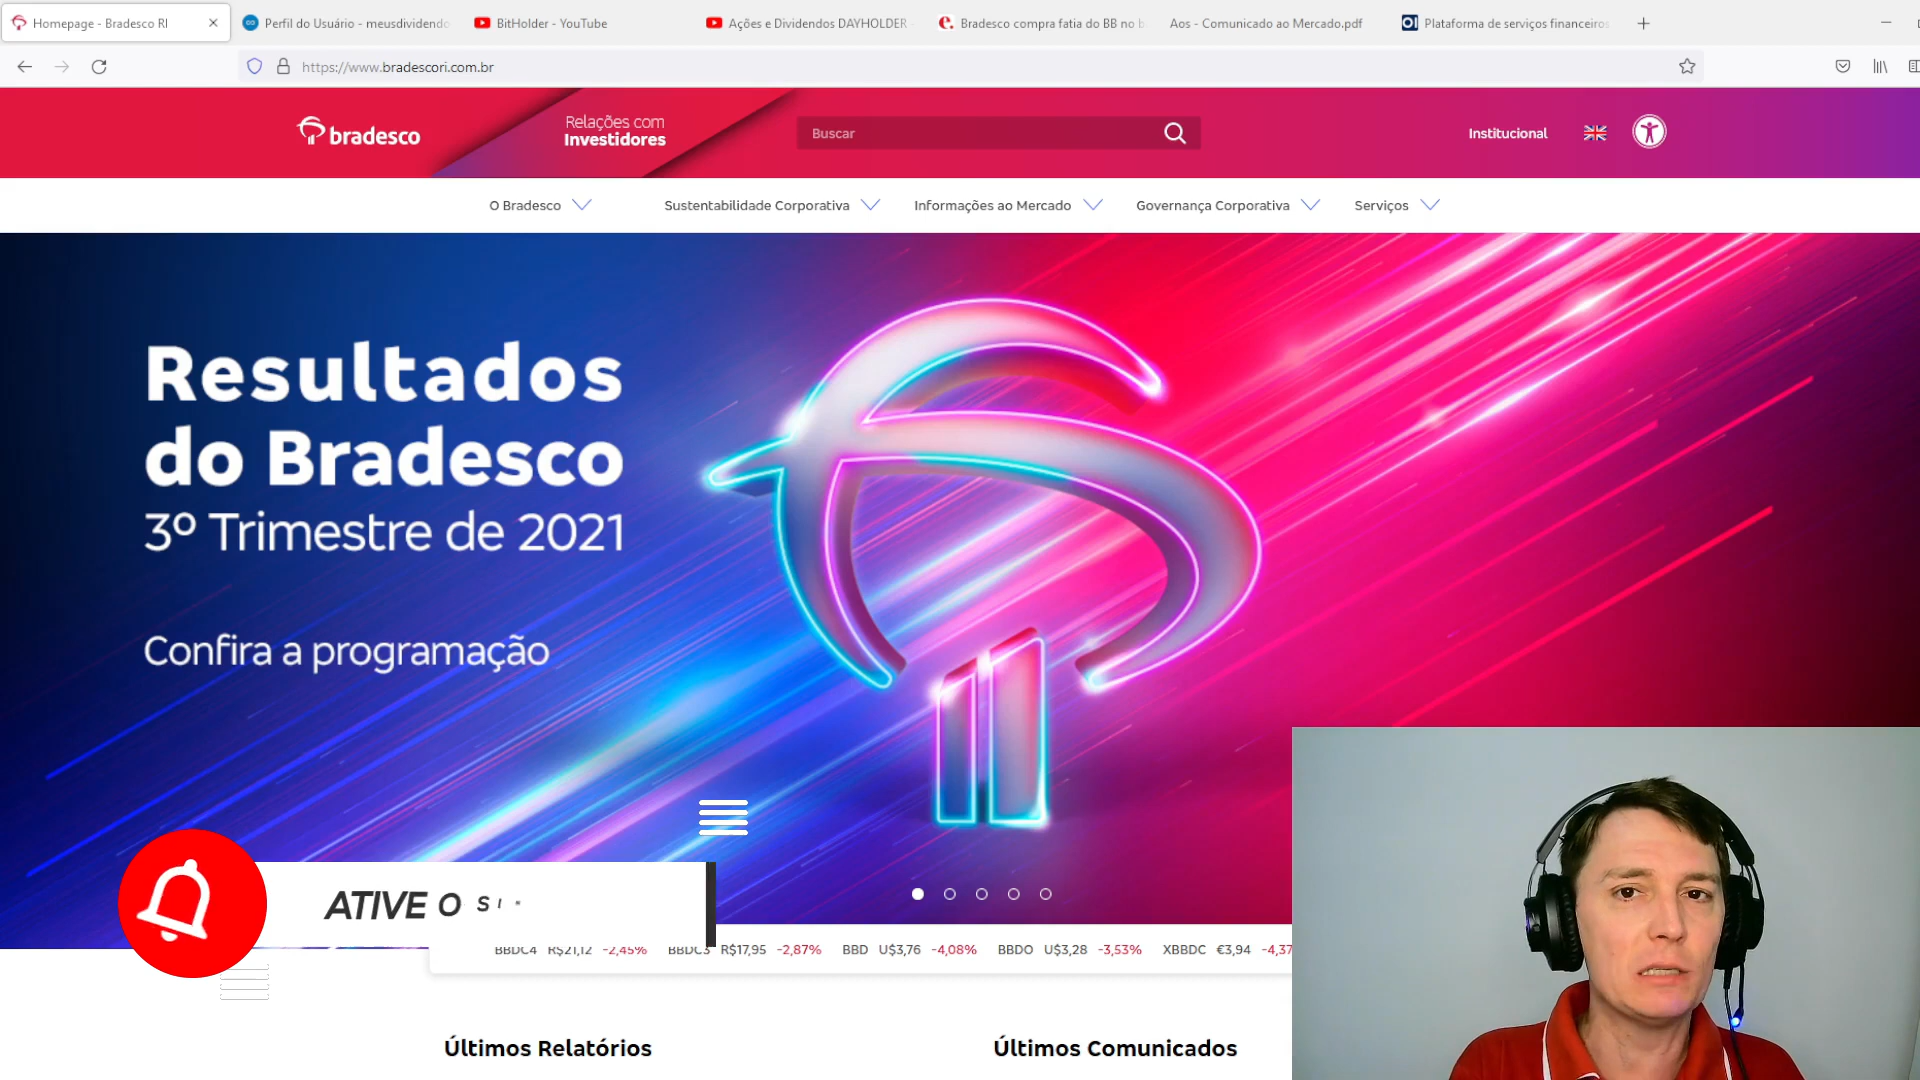 Homepage - Bradesco RI
Perfil do Usuário - meusdividendo
BitHolder - YouTube
Ações e Dividendos DAYHOLDER -
Bradesco compra fatia do BB no b
Aos - Comunicado ao Mercado.pdf
Plataforma de serviços financeiros
https://www.bradescori.com.br
bradesco
Relações com
Investidores
Buscar
Institucional
O Bradesco
Sustentabilidade Corporativa
Informações ao Mercado
Governança Corporativa
Serviços
Resultados
do Bradesco
3º Trimestre de 2021
Confira a programação
ATIVE O SI
BBDC4 R$21,12 -2,45% BBDC3 R$17,95 -2,87% BBD U$3,76 -4,08% BBDO U$3,28 -3,53% XBBDC €3,94 -4,37
Últimos Relatórios
Últimos Comunicados